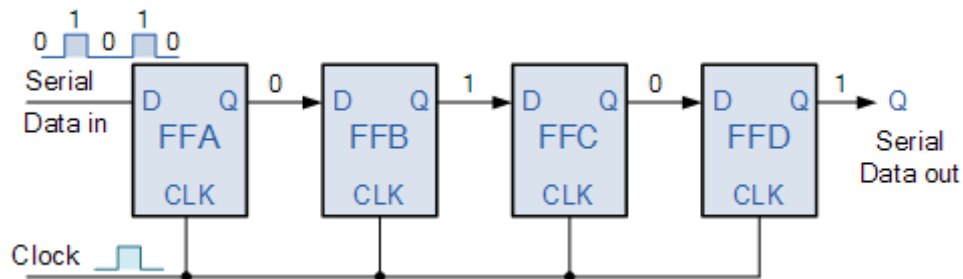 0 1 0 1 0
Serial
Data in
D Q
FFA
CLK
0
D Q
FFB
CLK
1
D Q
FFC
CLK
0
D Q
FFD
CLK
1
Q
Serial
Data out
Clock